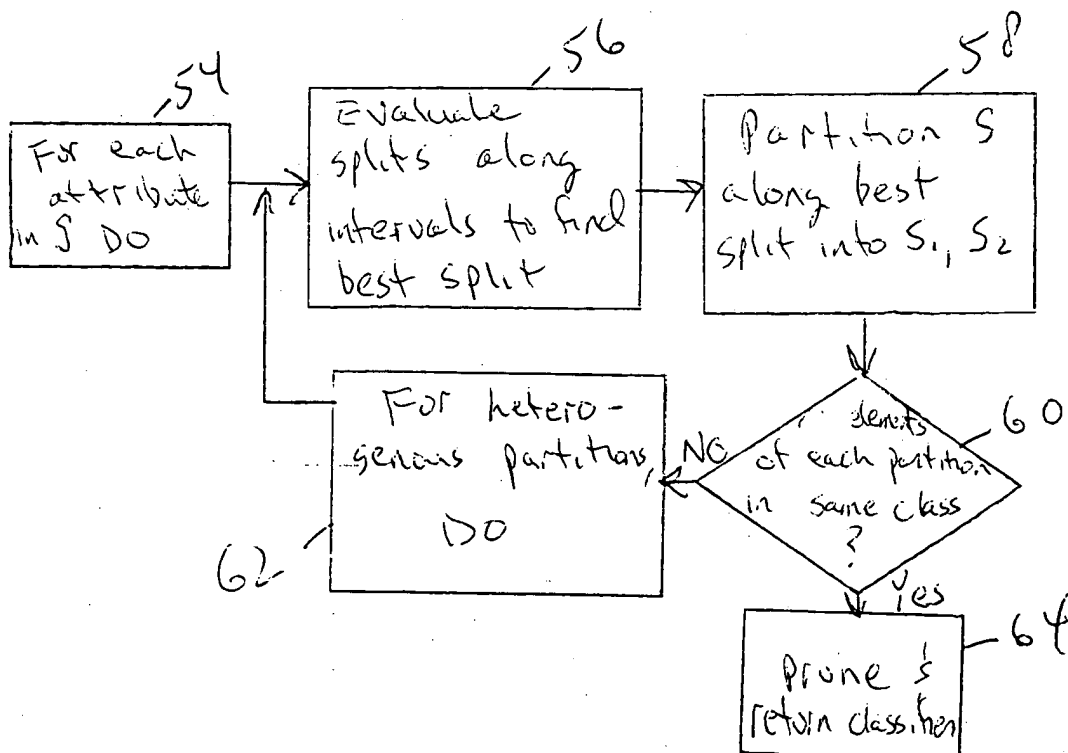 54
For each
attribute
in S DO
56
Evaluate
splits along
intervals to find
best split
58
Partition S
along best
split into S1, S2
60
elements
of each partition
in same class
?
NO
62
For hetero-
genious partitions,
DO
Yes
64
Prune &
return